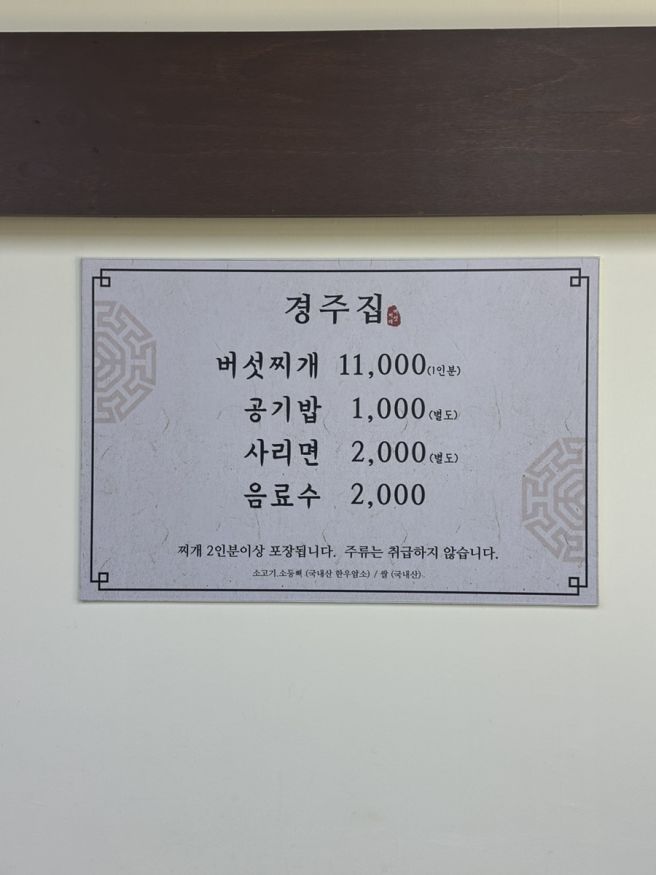 경주집
버섯찌개 11,000(1인분)
공기밥 1,000(별도)
사리면 2,000(별도)
음료수 2,000
찌개 2인분이상 포장됩니다. 주류는 취급하지 않습니다.
소고기.소등뼈 (국내산 한우암소) / 쌀 (국내산).